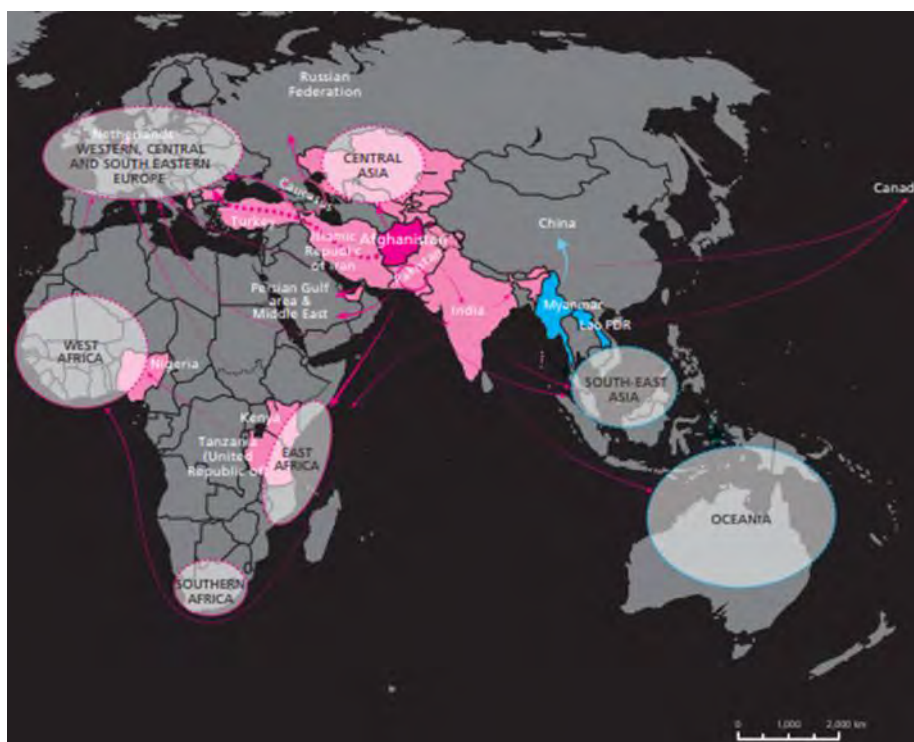 Russian
Federation
Netherlands
WESTERN, CENTRAL
AND SOUTH EASTERN
EUROPE
CENTRAL
ASIA
Canad
Caucasus
China
Turkey
Afghanistan
Islamic
Republic
of Iran
Pakistan
Persian Gulf
area &
Middle East
India
Myanmar
Lao PDR
WEST
AFRICA
Nigeria
SOUTH-EAST
ASIA
Kenya
Tanzania
(United
Republic of
EAST
AFRICA
OCEANIA
SOUTHERN
AFRICA
0 1,000 2,000 km